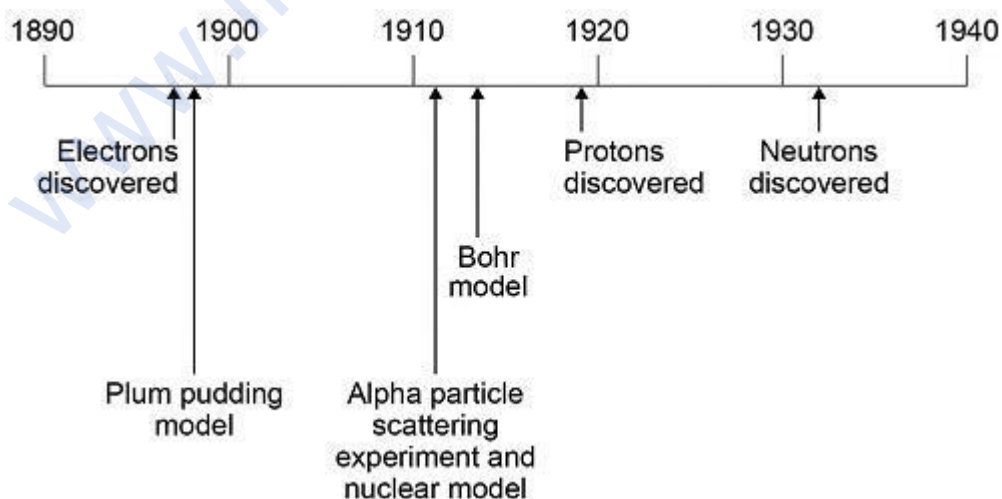 1890 1900 1910 1920 1930 1940
Electrons
discovered
Protons
discovered
Neutrons
discovered
Bohr
model
Plum pudding
model
Alpha particle
scattering
experiment and
nuclear model
www.